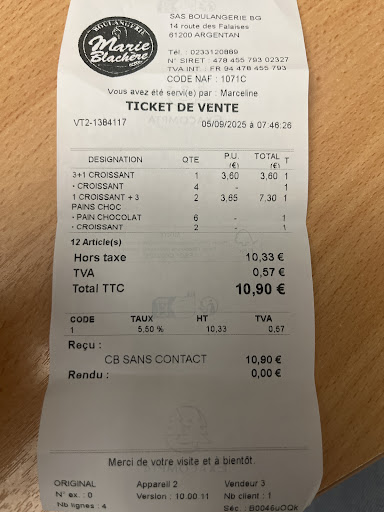 BOULANGERIE
Marie
Blachère
SAS BOULANGERIE BG
14 route des Falaises
61200 ARGENTAN
Tél : 0233120889
N° SIRET : 478 455 793 02327
TVA INT. : FR 94 478 455 793
CODE NAF : 1071C
Vous avez été servi(e) par : Marceline
TICKET DE VENTE
VT2-1384117 05/09/2025 à 07:46:26
DESIGNATION QTE P.U. (€) TOTAL (€) T
3+1 CROISSANT 1 3,60 3,60 1
• CROISSANT 4 - 1
1 CROISSANT + 3 2 3,65 7,30 1
PAINS CHOC
• PAIN CHOCOLAT 6 - 1
• CROISSANT 2 - 1
12 Article(s)
Hors taxe 10,33 €
TVA 0,57 €
Total TTC 10,90 €
CODE TAUX HT TVA
1 5,50 % 10,33 0,57
Reçu :
CB SANS CONTACT 10,90 €
Rendu : 0,00 €
Merci de votre visite et à bientôt.
ORIGINAL Appareil 2 Vendeur 3
N° ex. : 0 Version : 10.00 11 Nb client : 1
Nb lignes : 4 Séc. : B0046uOQk